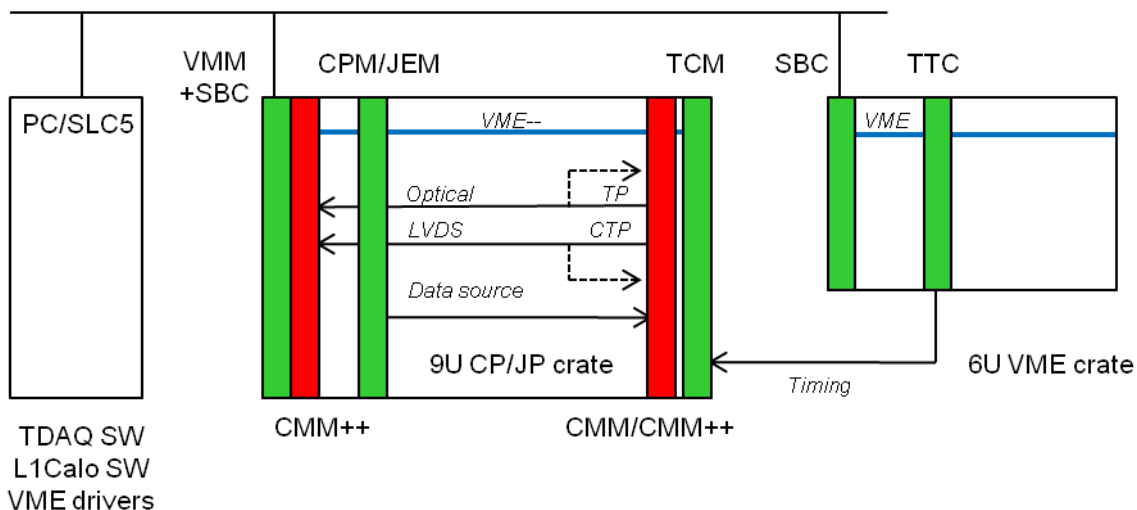 VMM
+SBC
CPM/JEM
TCM
SBC
TTC
PC/SLC5
VME--
VME
Optical
TP
LVDS
CTP
Data source
9U CP/JP crate
6U VME crate
Timing
CMM++
CMM/CMM++
TDAQ SW
L1Calo SW
VME drivers